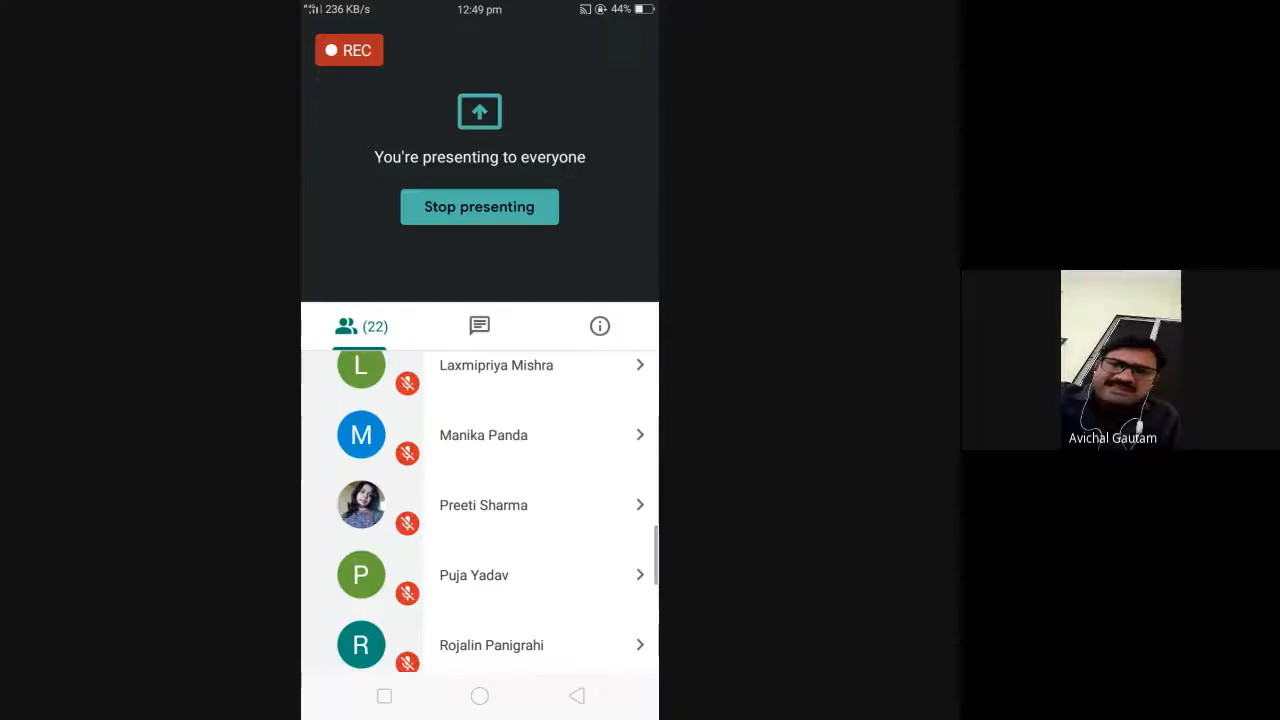 236 KB/s
12:49 pm
44%
REC
You're presenting to everyone
Stop presenting
(22)
L
Laxmipriya Mishra
M
Manika Panda
Preeti Sharma
P
Puja Yadav
R
Rojalin Panigrahi
Avichal Gautam